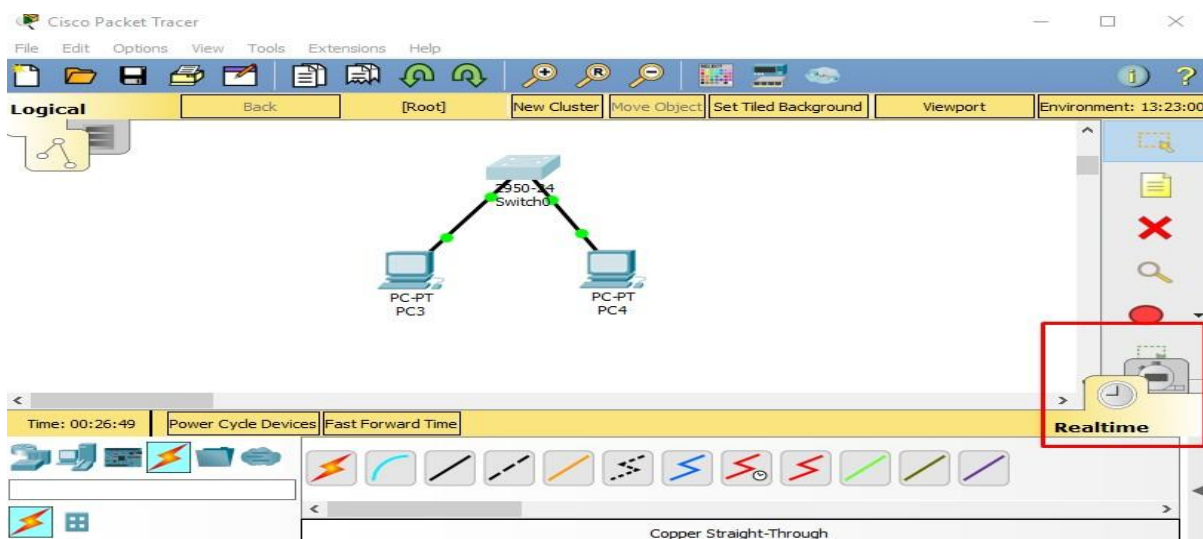 Cisco Packet Tracer
File Edit Options View Tools Extensions Help
Logical Back [Root] New Cluster Move Object Set Tiled Background Viewport Environment: 13:23:00
2950-24
Switch0
PC-PT
PC3
PC-PT
PC4
Time: 00:26:49 Power Cycle Devices Fast Forward Time Realtime
Copper Straight-Through